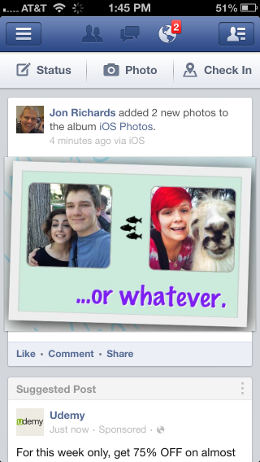 AT&T 1:45 PM 51%
2
Status Photo Check In
Jon Richards added 2 new photos to
the album iOS Photos.
4 minutes ago via iOS
...or whatever.
Like · Comment · Share
Suggested Post
ûdemy
Udemy
Just now · Sponsored ·
For this week only, get 75% OFF on almost